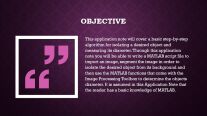 OBJECTIVE
This application note will cover a basic step-by-step
algorithm for isolating a desired object and
measuring its diameter. Through this application
note you will be able to write a MATLAB script file to
import an image, segment the image in order to
isolate the desired object from its background and
then use the MATLAB functions that come with the
Image Processing Toolbox to determine the objects
diameter. It is assumed in this Application Note that
the reader has a basic knowledge of MATLAB.